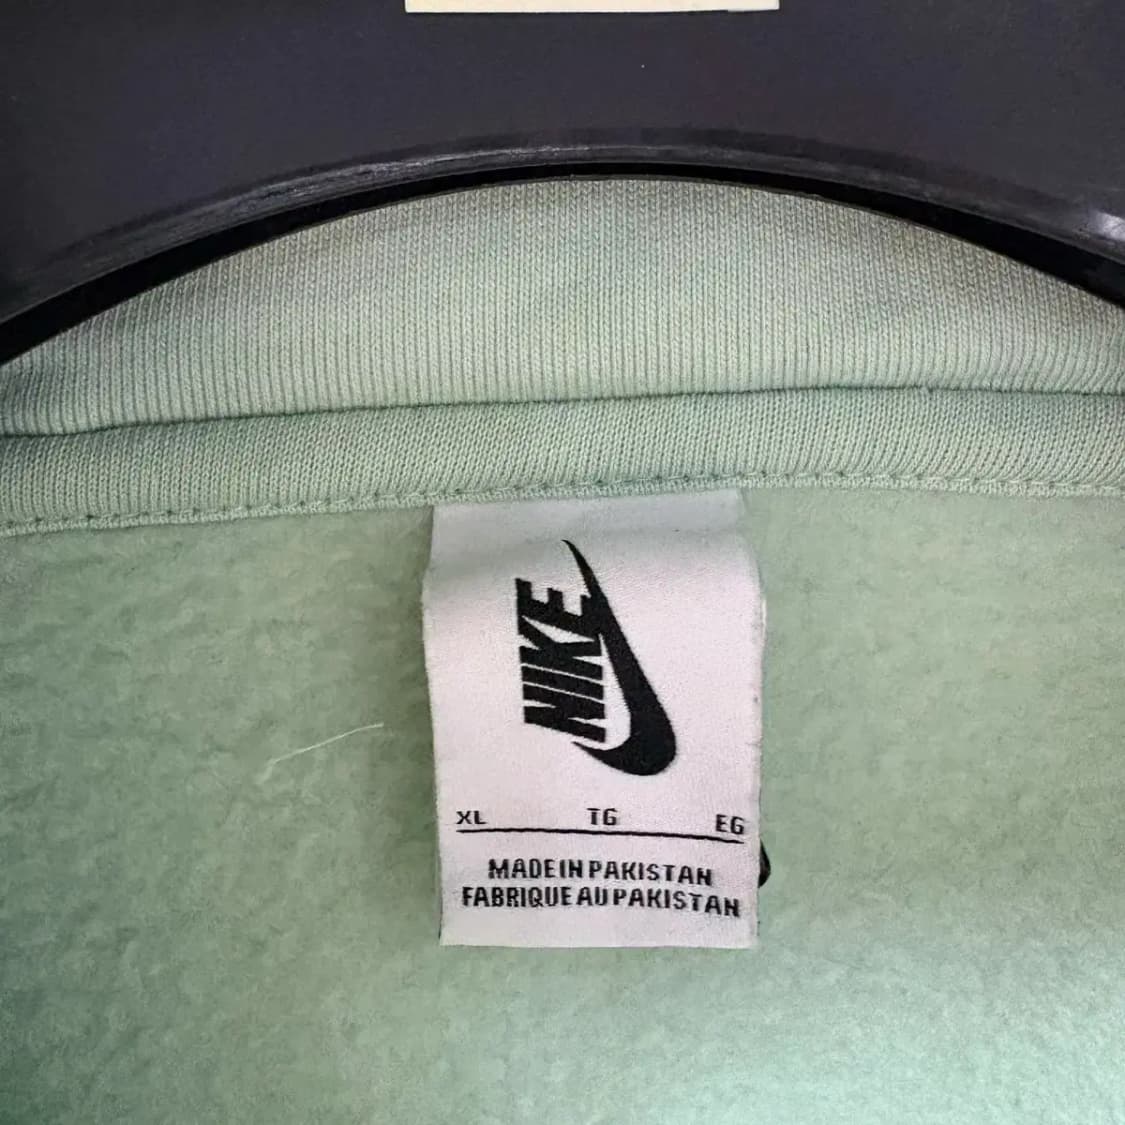 NIKE
XL TG EG
MADE IN PAKISTAN
FABRIQUE AU PAKISTAN